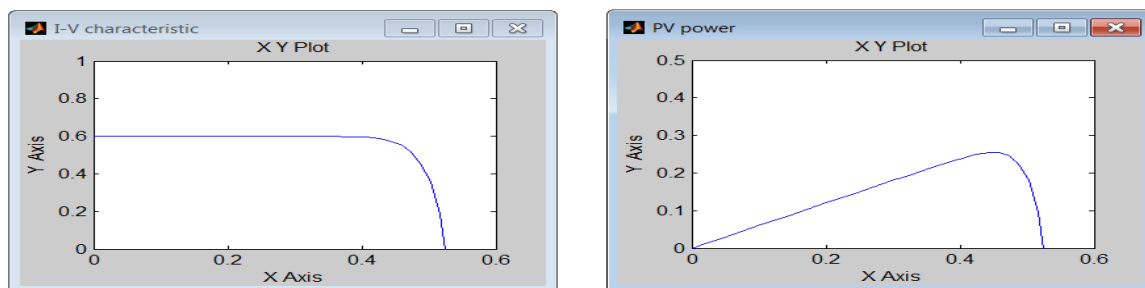 I-V characteristic
X Y Plot
1
0.8
0.6
0.4
0.2
0
Y Axis
0 0.2 0.4 0.6
X Axis
PV power
X Y Plot
0.5
0.4
0.3
0.2
0.1
0
Y Axis
0 0.2 0.4 0.6
X Axis